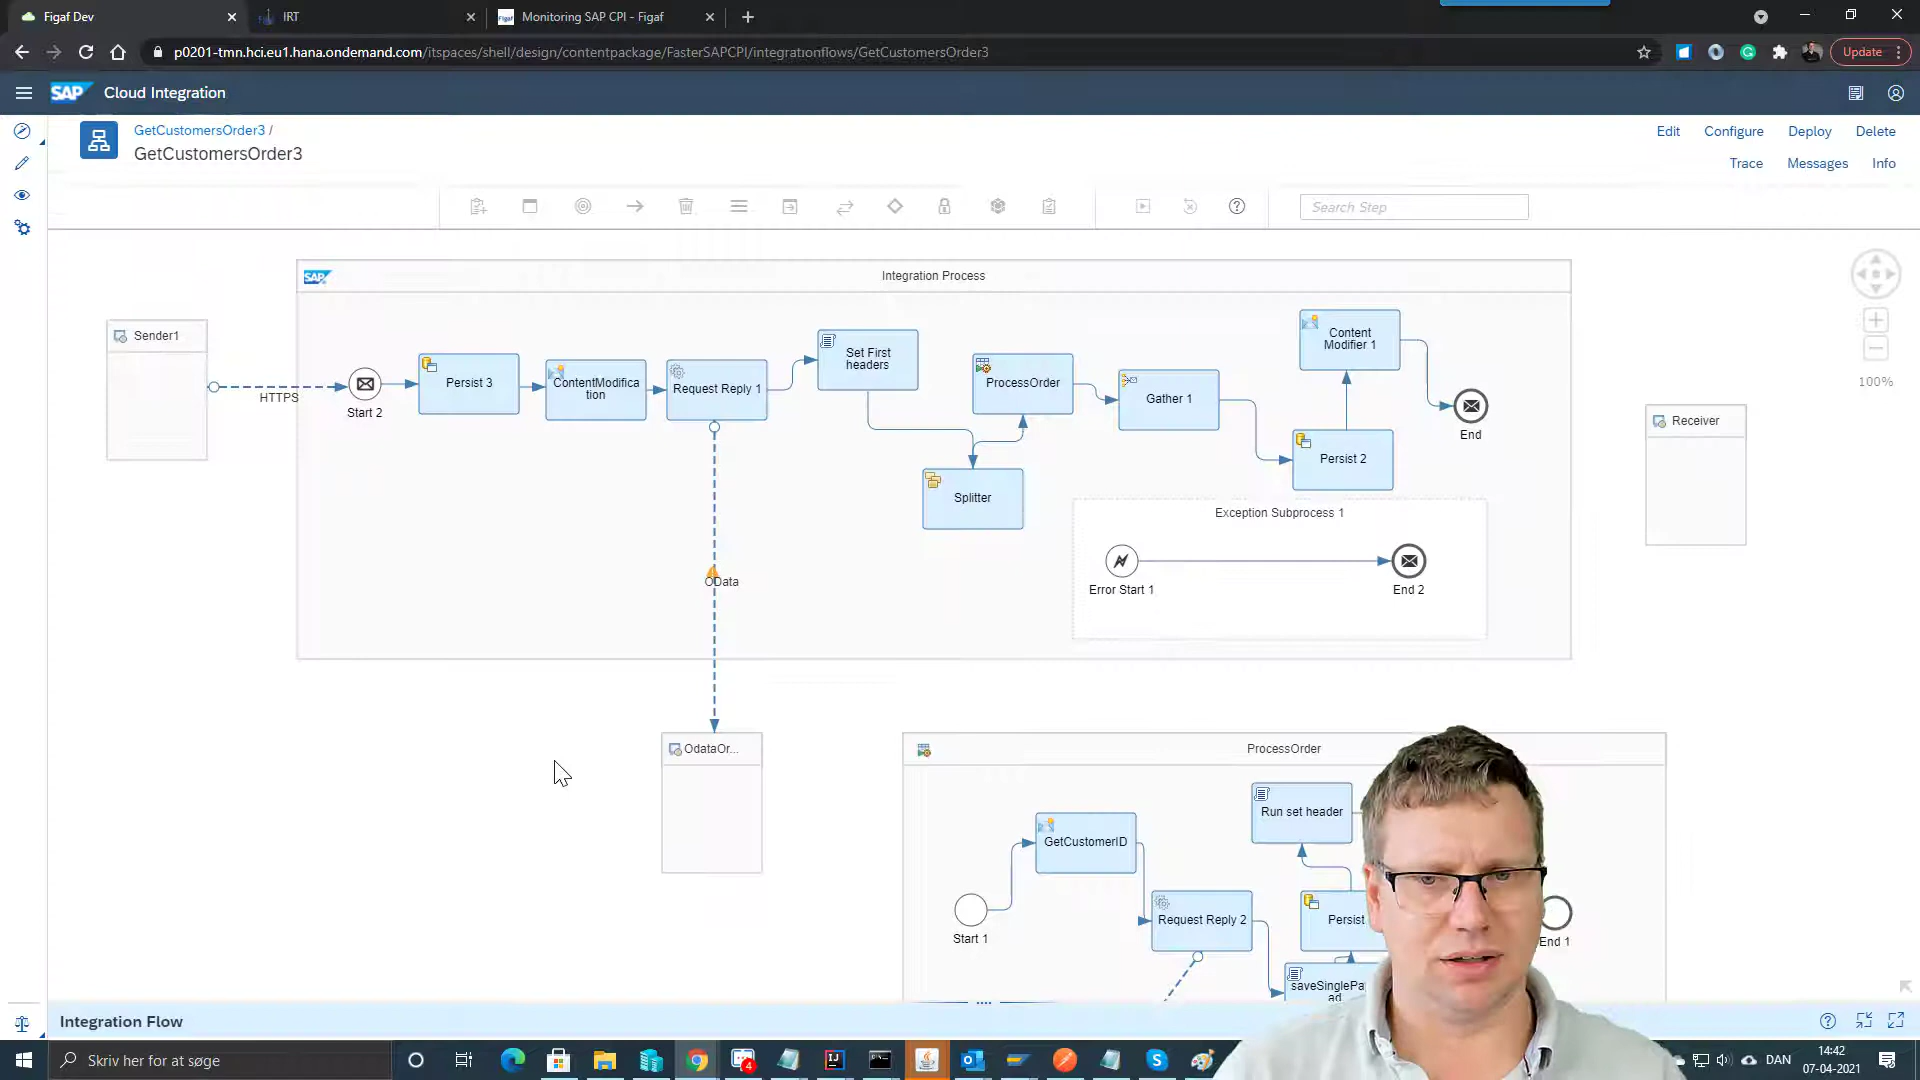 Figaf Dev
IRT
Monitoring SAP CPI - Figaf
p0201-tmn.hci.eu1.hana.ondemand.com/itspaces/shell/design/contentpackage/FasterSAPCPI/integrationflows/GetCustomersOrder3
Update
SAP Cloud Integration
GetCustomersOrder3 /
GetCustomersOrder3
Edit Configure Deploy Delete
Trace Messages Info
Search Step
SAP
Integration Process
Sender1
HTTPS
Start 2
Persist 3
ContentModifica
tion
Request Reply 1
Set First
headers
ProcessOrder
Gather 1
Content
Modifier 1
End
Persist 2
Splitter
Receiver
100%
Exception Subprocess 1
Error Start 1
End 2
OData
OdataOr...
ProcessOrder
Start 1
GetCustomerID
Request Reply 2
Run set header
Persist
saveSinglePa
ad
End 1
Integration Flow
Skriv her for at søge
4
DAN
14:42
07-04-2021